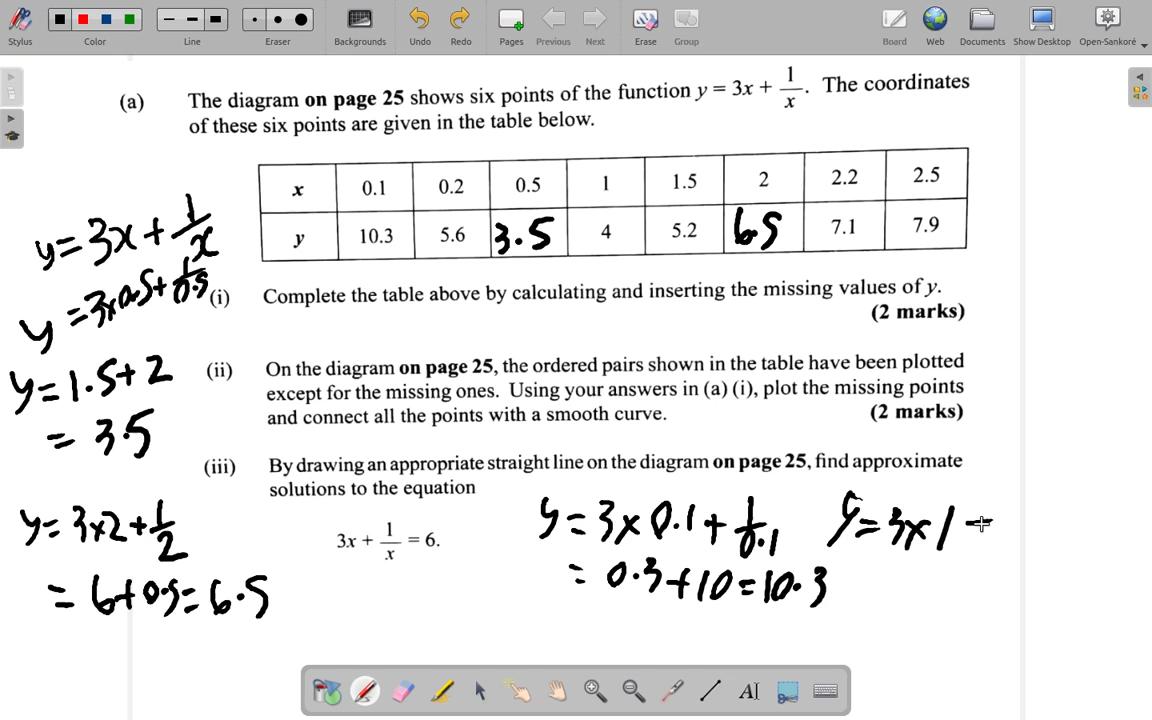 Stylus Color Line Eraser Backgrounds Undo Redo Pages Previous Next Erase Group Board Web Documents Show Desktop Open-Sankoré
(a) The diagram on page 25 shows six points of the function y = 3x + 1/x. The coordinates
of these six points are given in the table below.
x 0.1 0.2 0.5 1 1.5 2 2.2 2.5
y 10.3 5.6 3.5 4 5.2 6.5 7.1 7.9
y = 3x + 1/x
y = 3x0.5 + 1/0.5
y = 1.5 + 2
= 3.5
(i) Complete the table above by calculating and inserting the missing values of y.
(2 marks)
(ii) On the diagram on page 25, the ordered pairs shown in the table have been plotted
except for the missing ones. Using your answers in (a) (i), plot the missing points
and connect all the points with a smooth curve. (2 marks)
(iii) By drawing an appropriate straight line on the diagram on page 25, find approximate
solutions to the equation
3x + 1/x = 6.
y = 3x2 + 1/2
= 6 + 0.5 = 6.5
y = 3 x 0.1 + 1/0.1
= 0.3 + 10 = 10.3
y = 3x1
AI